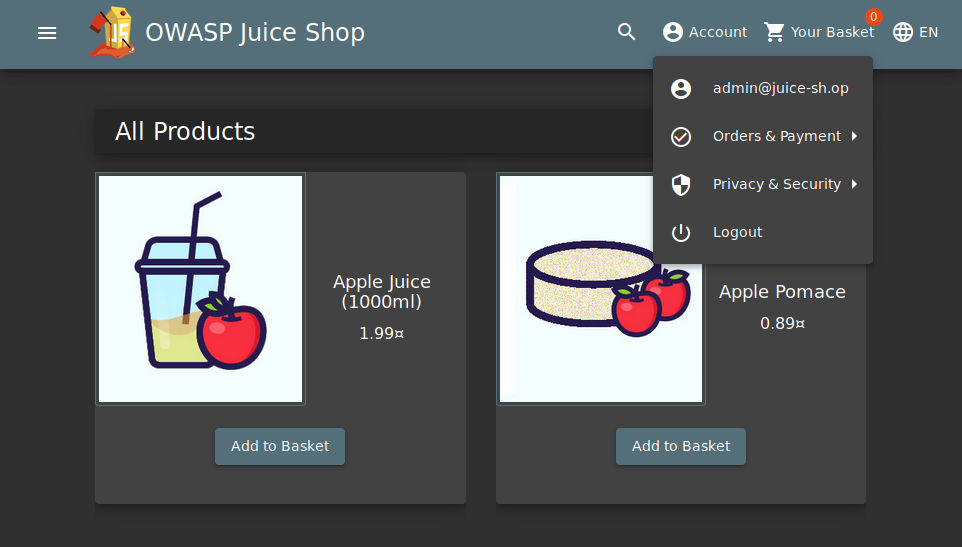 OWASP Juice Shop
Account
0
Your Basket
EN
admin@juice-sh.op
Orders & Payment
Privacy & Security
Logout
All Products
Apple Juice
(1000ml)
1.99¤
Add to Basket
Apple Pomace
0.89¤
Add to Basket